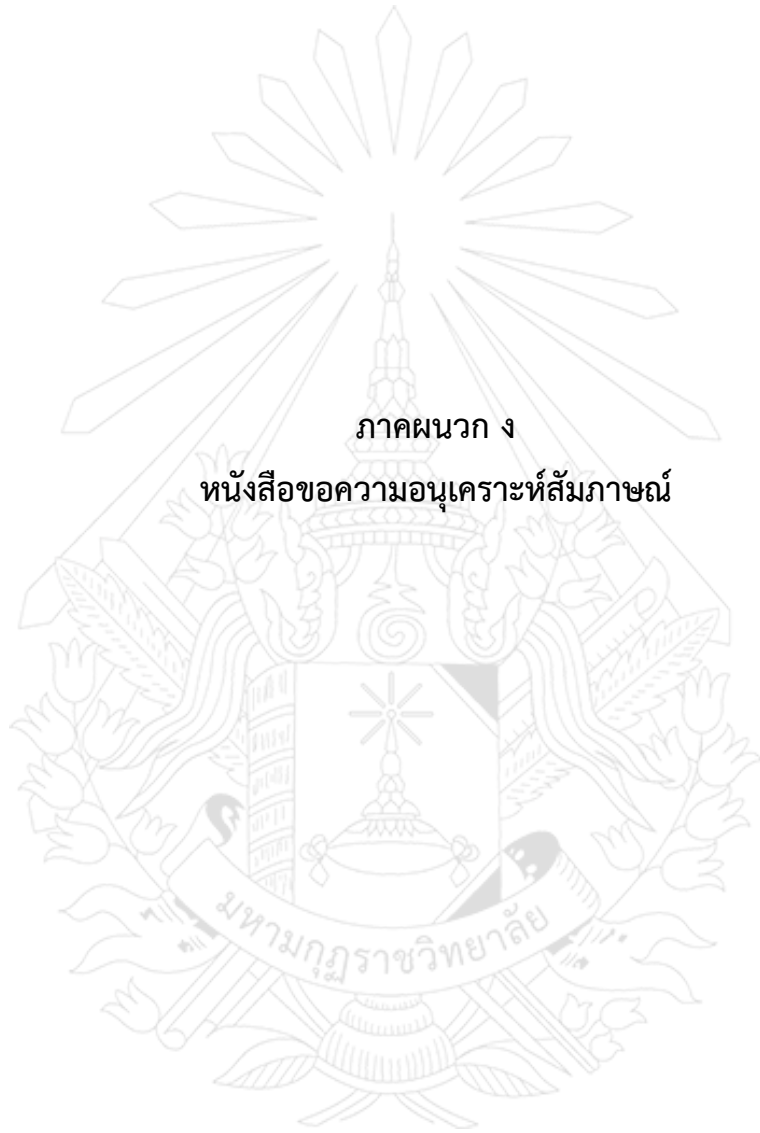 ภาคผนวก ง
หนังสือขอความอนุเคราะห์สัมภาษณ์
มหามกุฏราชวิทยาลัย